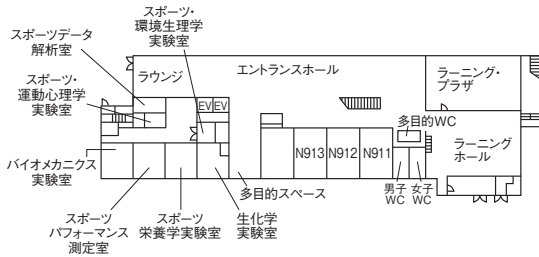 スポーツデータ
解析室
スポーツ・
環境生理学
実験室
スポーツ・
運動心理学
実験室
ラウンジ
エントランスホール
ラーニング・
プラザ
EV EV
多目的WC
ラーニング
ホール
N913 N912 N911
バイオメカニクス
実験室
男子
WC
女子
WC
多目的スペース
スポーツ
パフォーマンス
測定室
スポーツ
栄養学実験室
生化学
実験室